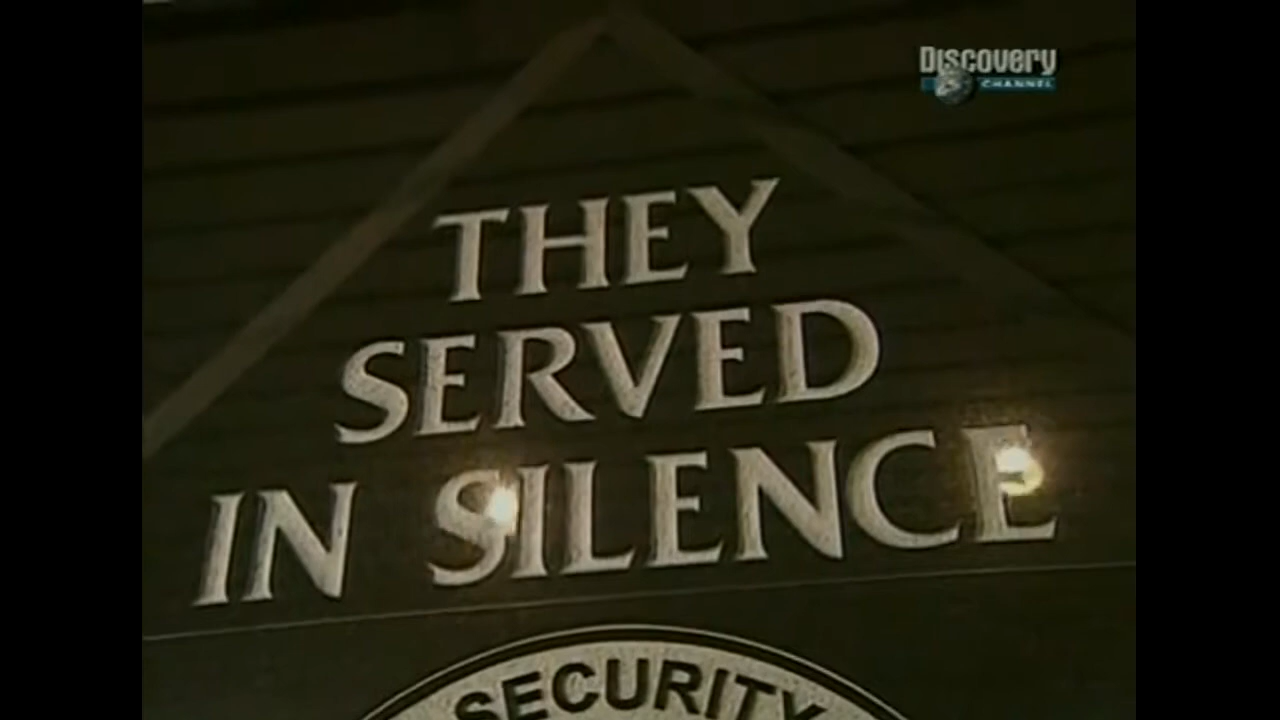 Discovery
CHANNEL
THEY
SERVED
IN SILENCE
SECURITY